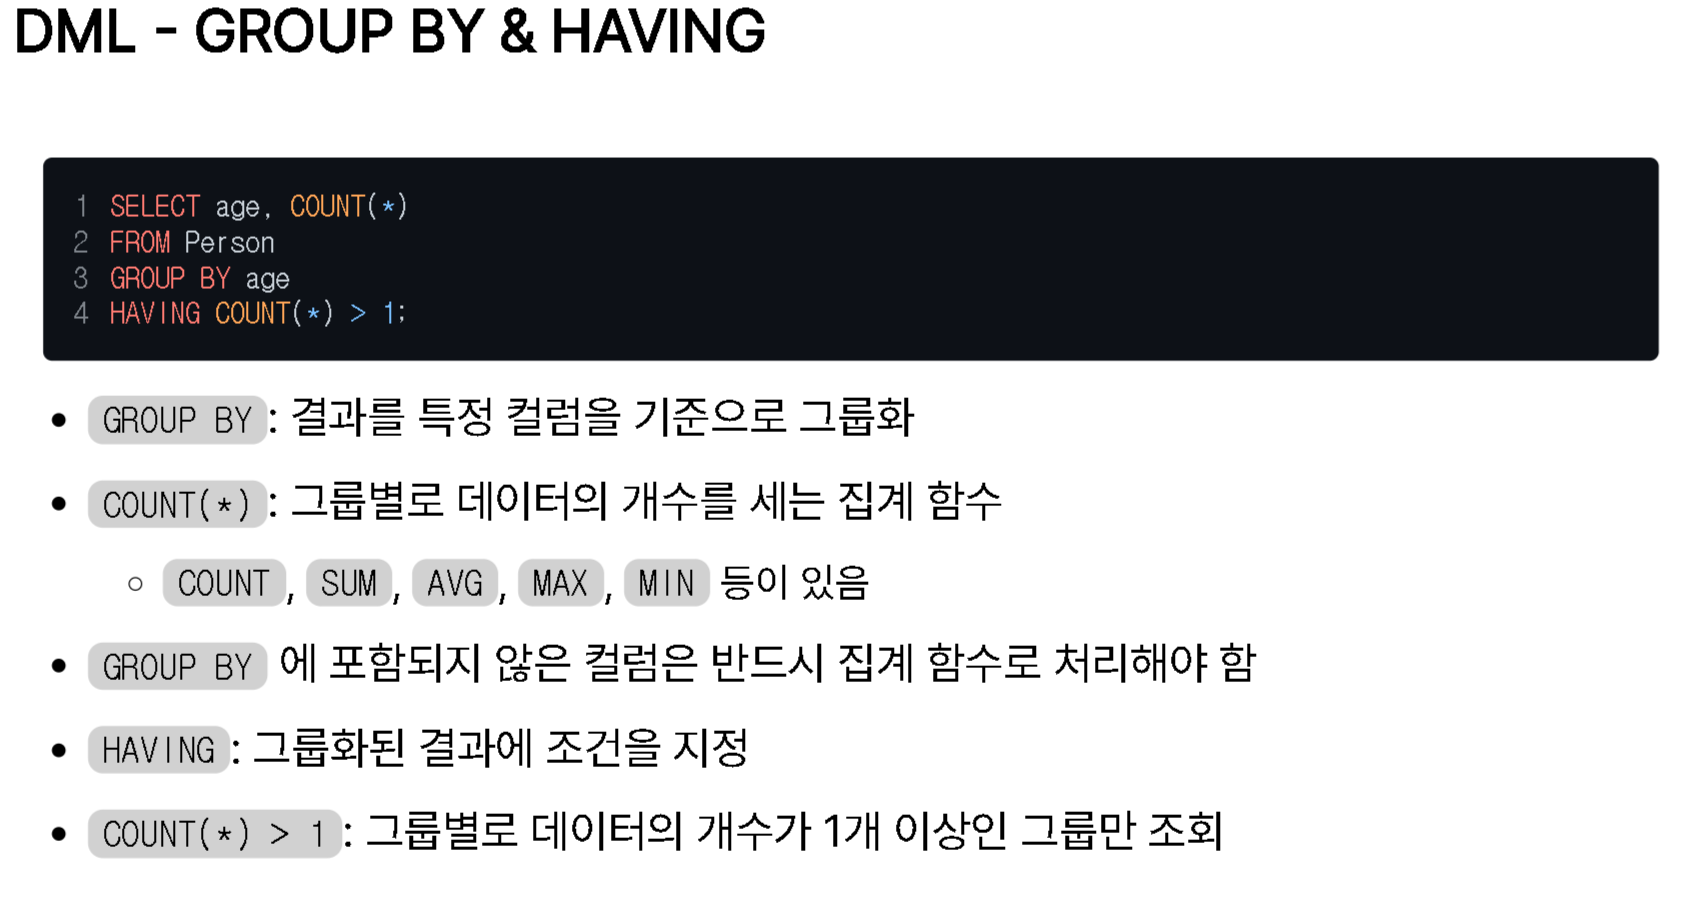 DML - GROUP BY & HAVING
1 SELECT age, COUNT(*)
2 FROM Person
3 GROUP BY age
4 HAVING COUNT(*) > 1;
• GROUP BY : 결과를 특정 컬럼을 기준으로 그룹화
• COUNT(*) : 그룹별로 데이터의 개수를 세는 집계 함수
◦ COUNT , SUM , AVG , MAX , MIN 등이 있음
• GROUP BY 에 포함되지 않은 컬럼은 반드시 집계 함수로 처리해야 함
• HAVING : 그룹화된 결과에 조건을 지정
• COUNT(*) > 1 : 그룹별로 데이터의 개수가 1개 이상인 그룹만 조회